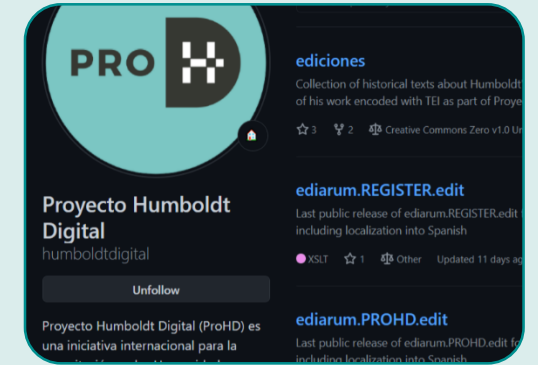 PRO H D
Proyecto Humboldt
Digital
humboldtdigital
Unfollow
Proyecto Humboldt Digital (ProHD) es
una iniciativa internacional para la
ediciones
Collection of historical texts about Humboldt
of his work encoded with TEI as part of Proye
3 2 Creative Commons Zero v1.0 Un
ediarum.REGISTER.edit
Last public release of ediarum.REGISTER.edit f
including localization into Spanish
XSLT 1 Other Updated 11 days ag
ediarum.PROHD.edit
Last public release of ediarum.PROHD.edit fo
including localization into Spanish